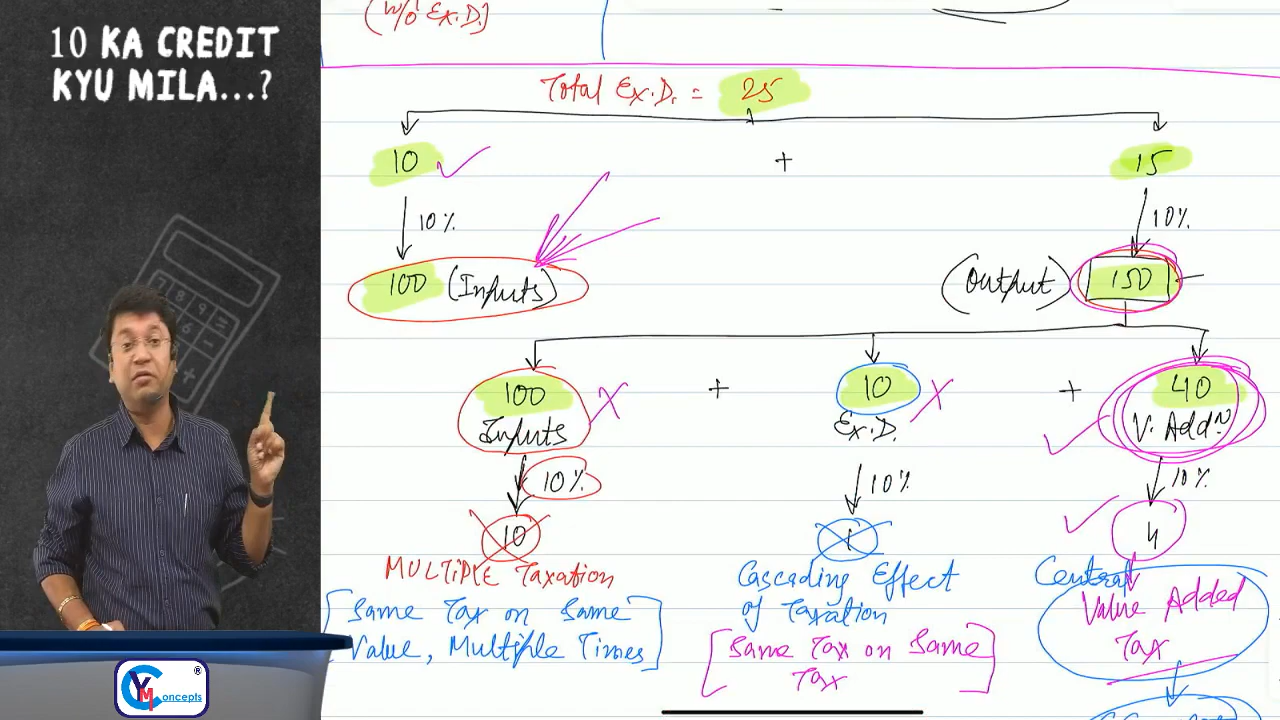 10 KA CREDIT
KYU MILA...?
(w/o Ex.D.)
Total Ex.D. = 25
10 + 15
10% 10%
100 (Inputs) (Output) 150
100 + 10 + 40
Inputs Ex.D. V. Addn
10% 10% 10%
10 1 4
MULTIPLE Taxation
[Same Tax on Same
Value, Multiple Times]
Cascading Effect
of Taxation
[Same Tax on Same
Tax]
Central
Value Added
Tax
CYM
oncepts
®